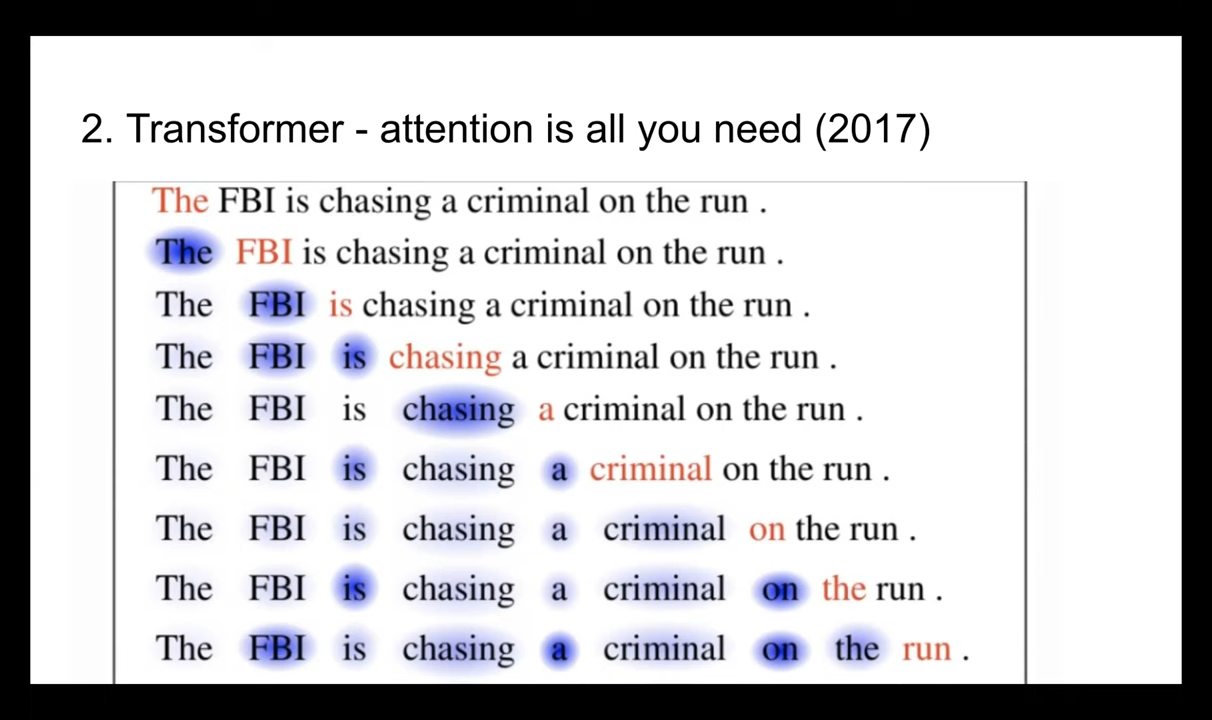 2. Transformer - attention is all you need (2017)
The FBI is chasing a criminal on the run .
The FBI is chasing a criminal on the run .
The FBI is chasing a criminal on the run .
The FBI is chasing a criminal on the run .
The FBI is chasing a criminal on the run .
The FBI is chasing a criminal on the run .
The FBI is chasing a criminal on the run .
The FBI is chasing a criminal on the run .
The FBI is chasing a criminal on the run .